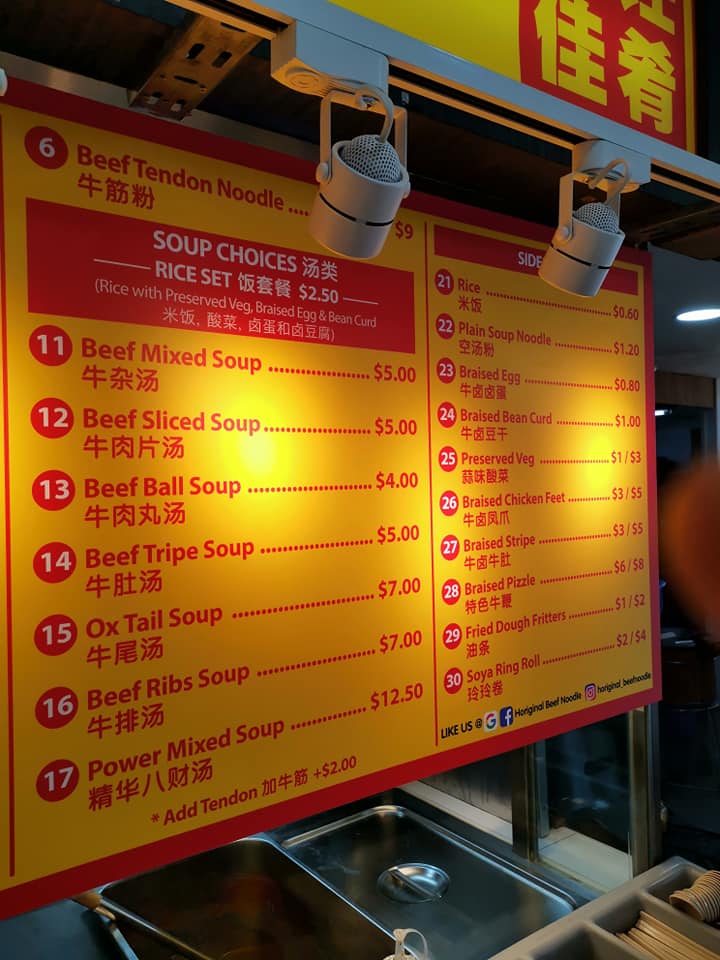 佳肴
6 Beef Tendon Noodle .... $9
牛筋粉
SOUP CHOICES 汤类
RICE SET 饭套餐 $2.50
(Rice with Preserved Veg, Braised Egg & Bean Curd
米饭, 酸菜, 卤蛋和卤豆腐)
11 Beef Mixed Soup .................... $5.00
牛杂汤
12 Beef Sliced Soup .................... $5.00
牛肉片汤
13 Beef Ball Soup .................... $4.00
牛肉丸汤
14 Beef Tripe Soup .................... $5.00
牛肚汤
15 Ox Tail Soup .................... $7.00
牛尾汤
16 Beef Ribs Soup .................... $7.00
牛排汤
17 Power Mixed Soup .................... $12.50
精华八财汤
* Add Tendon 加牛筋 +$2.00
SIDE
21 Rice .................... $0.60
米饭
22 Plain Soup Noodle .................... $1.20
空汤粉
23 Braised Egg .................... $0.80
牛卤卤蛋
24 Braised Bean Curd .................... $1.00
牛卤豆干
25 Preserved Veg .................... $1 / $3
蒜味酸菜
26 Braised Chicken Feet .................... $3 / $5
牛卤凤爪
27 Braised Stripe .................... $3 / $5
牛卤牛肚
28 Braised Pizzle .................... $6 / $8
特色牛鞭
29 Fried Dough Fritters .................... $1 / $2
油条
30 Soya Ring Roll .................... $2 / $4
玲玲卷
LIKE US @ G f Horiginal Beef Noodle horiginal_beefnoodle